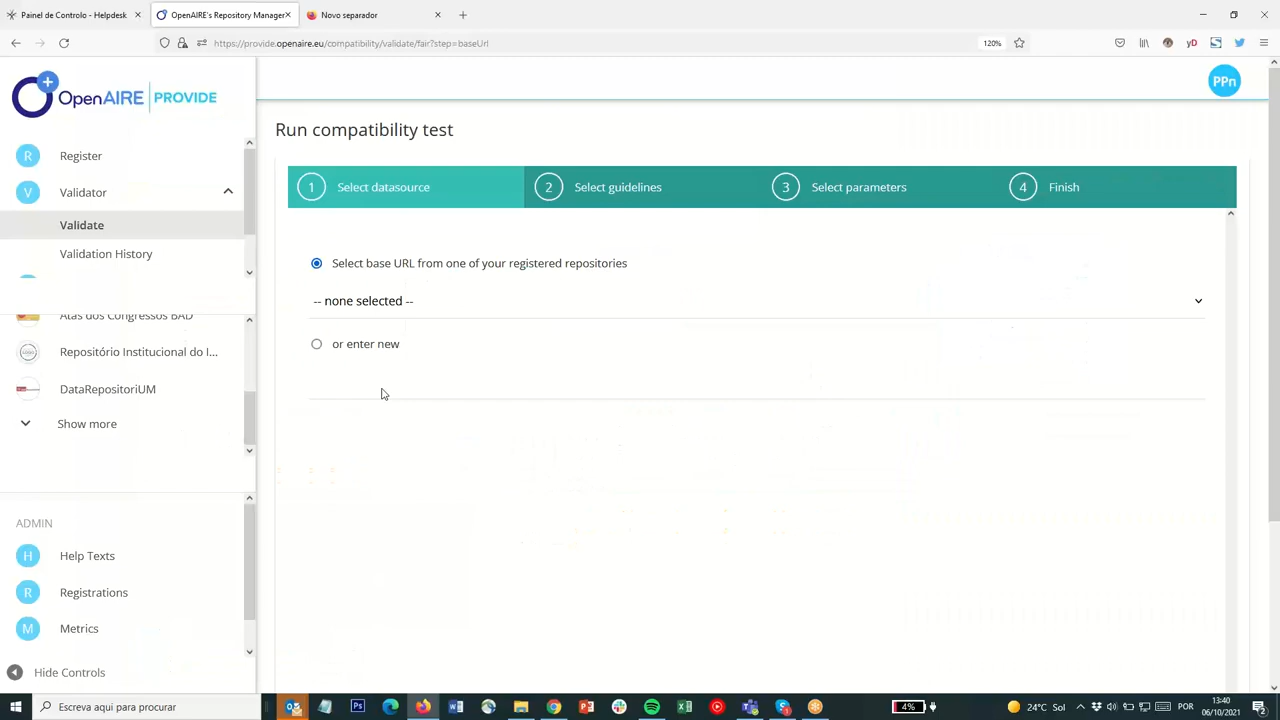 Painel de Controlo - Helpdesk
OpenAIRE's Repository Manager
Novo separador
https://provide.openaire.eu/compatibility/validate/fair?step=baseUrl
120%
yD
OpenAIRE PROVIDE
PPn
R Register
V Validator
Validate
Validation History
Atas dos Congressos BAD
Repositório Institucional do I...
DataRepositoriUM
Show more
ADMIN
H Help Texts
R Registrations
M Metrics
Hide Controls
Run compatibility test
1 Select datasource
2 Select guidelines
3 Select parameters
4 Finish
Select base URL from one of your registered repositories
-- none selected --
or enter new
Escreva aqui para procurar
4%
24°C Sol
POR
13:40
06/10/2021